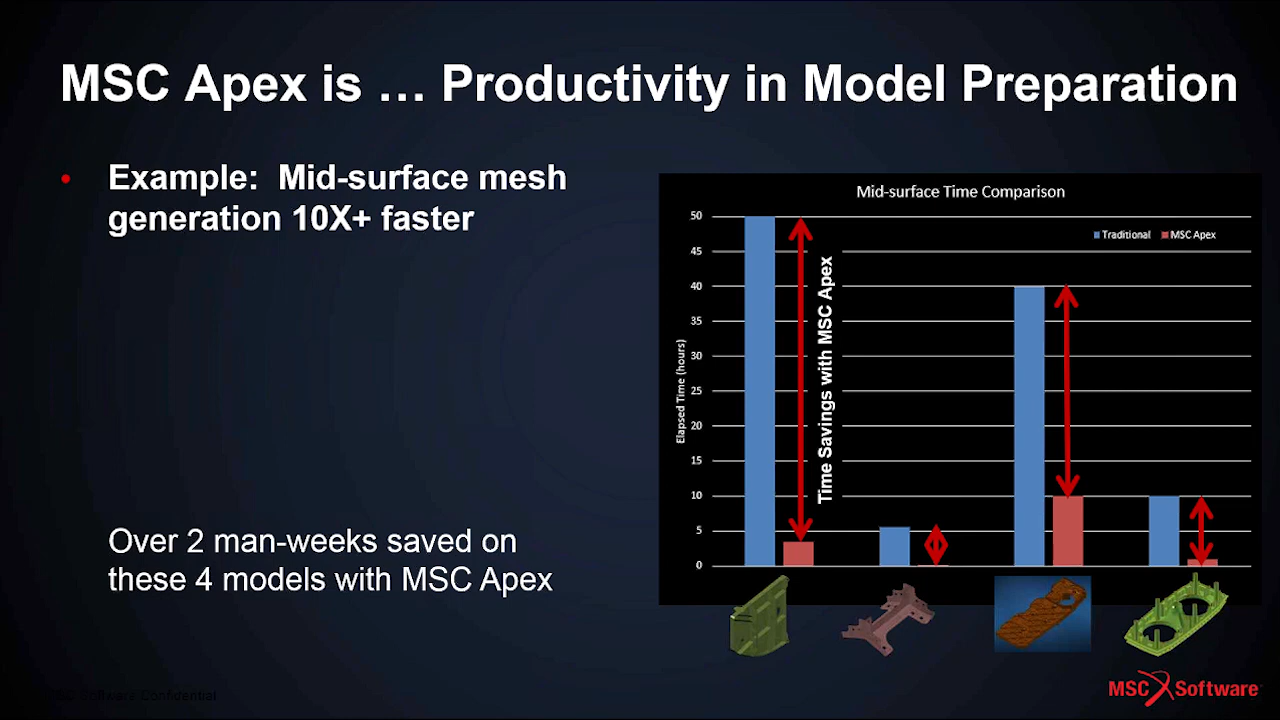 MSC Apex is … Productivity in Model Preparation
• Example: Mid-surface mesh
generation 10X+ faster
Over 2 man-weeks saved on
these 4 models with MSC Apex
Mid-surface Time Comparison
Traditional MSC Apex
Elapsed Time (hours)
50
45
40
35
30
25
20
15
10
5
0
Time Savings with MSC Apex
Software Confidential
MSC Software